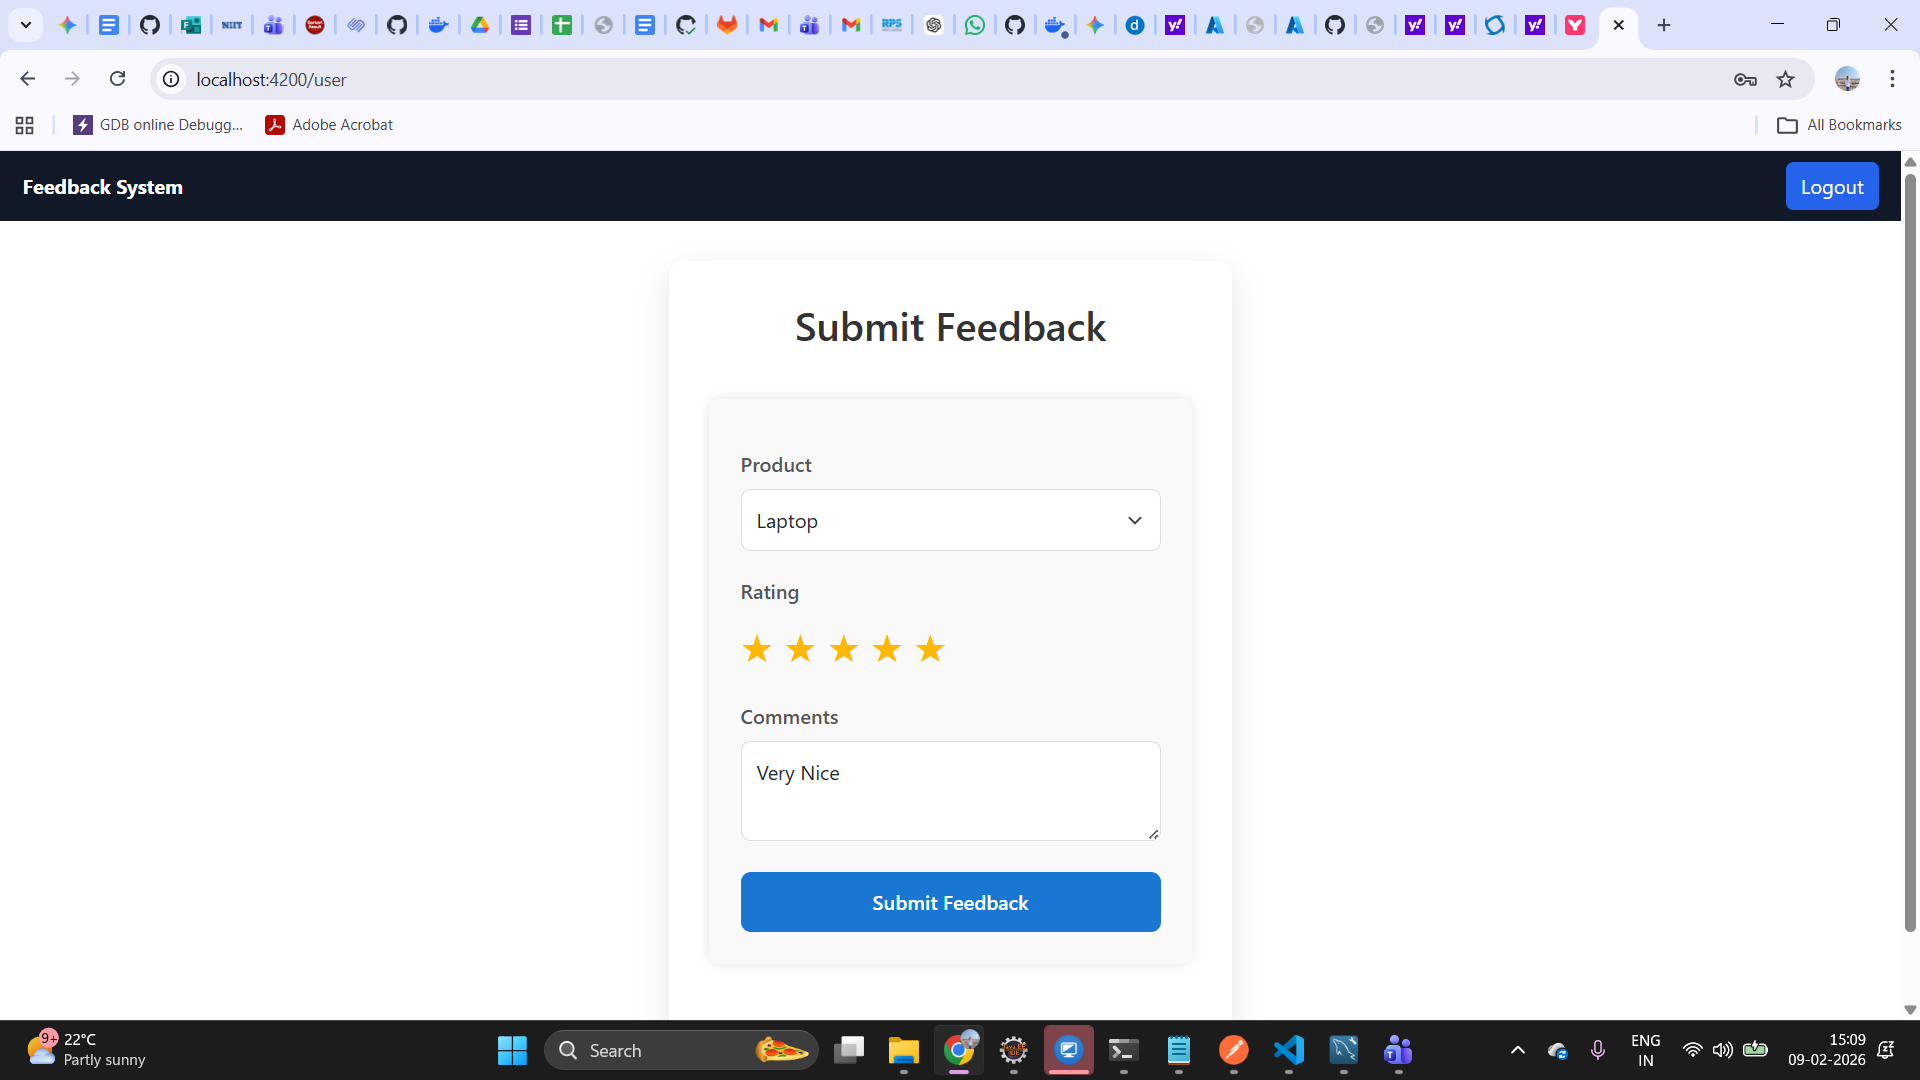 localhost:4200/user
GDB online Debugg...
Adobe Acrobat
All Bookmarks
Feedback System
Logout
Submit Feedback
Product
Laptop
Rating
Comments
Very Nice
Submit Feedback
9+
22°C
Partly sunny
Search
ENG
IN
15:09
09-02-2026